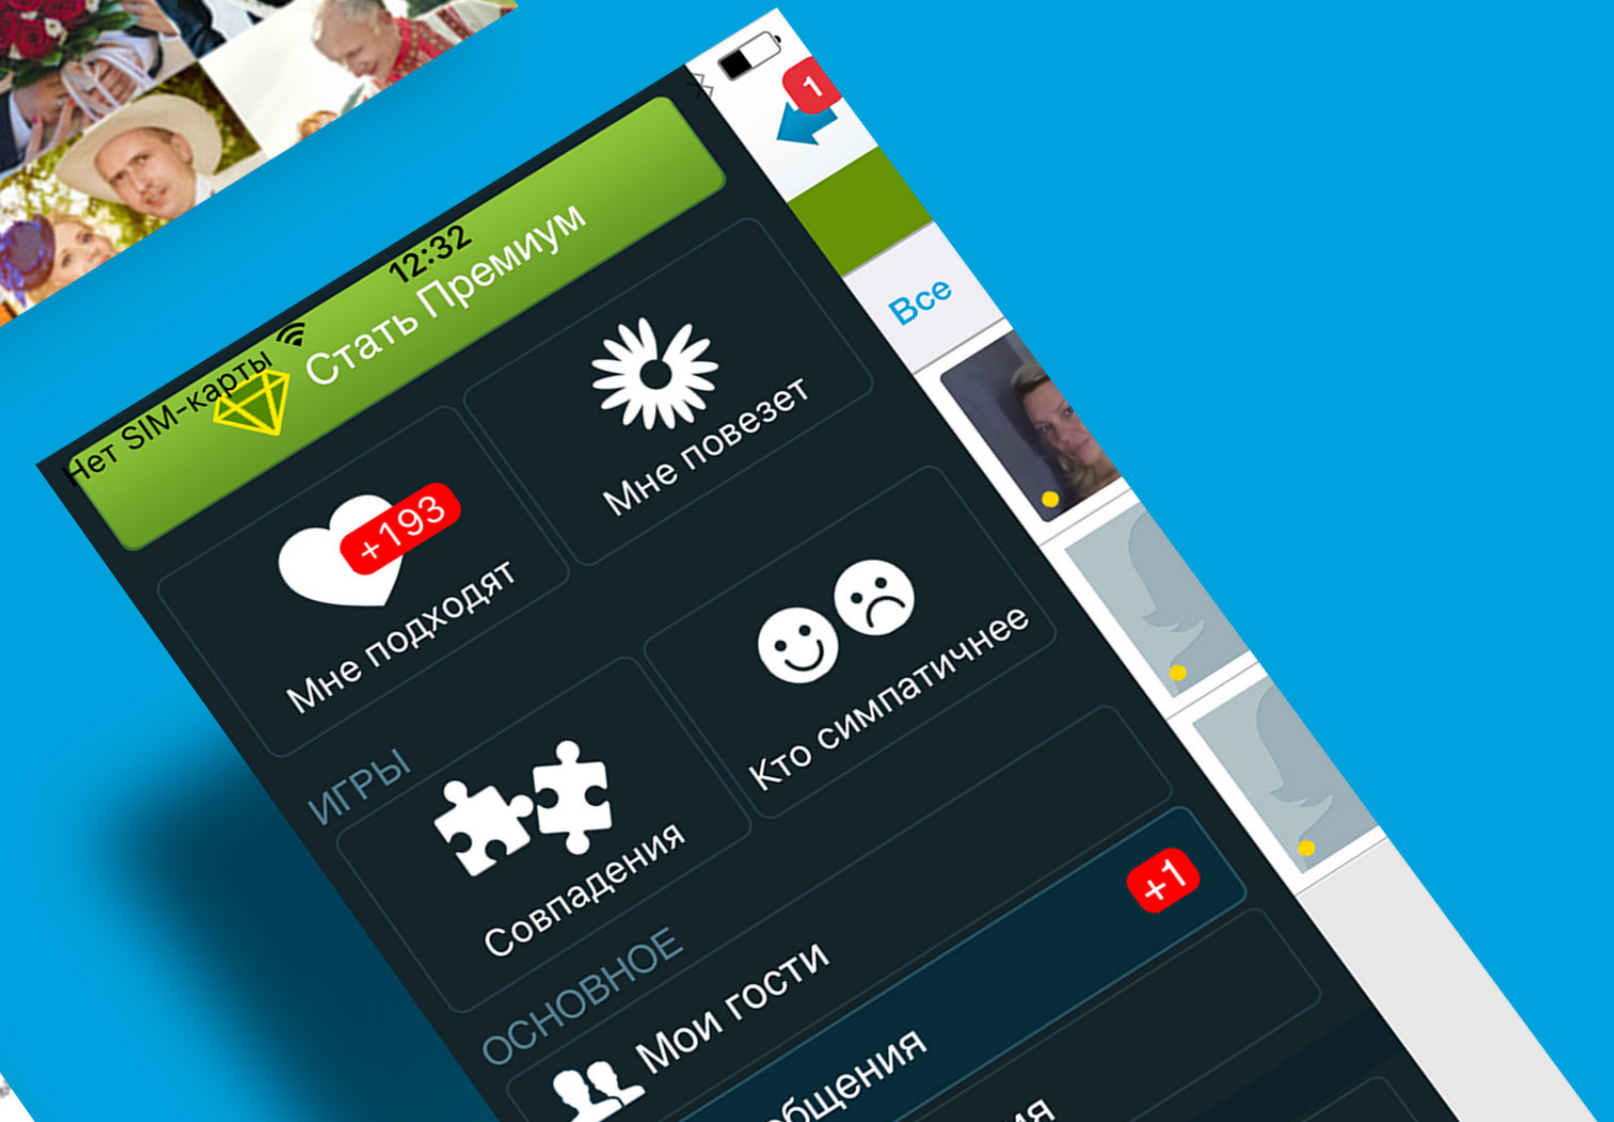 Нет SIM-карты
12:32
1
Стать Премиум
Все
+193
Мне подходят
Мне повезет
ИГРЫ
Совпадения
Кто симпатичнее
ОСНОВНОЕ
Мои гости
+1
общения